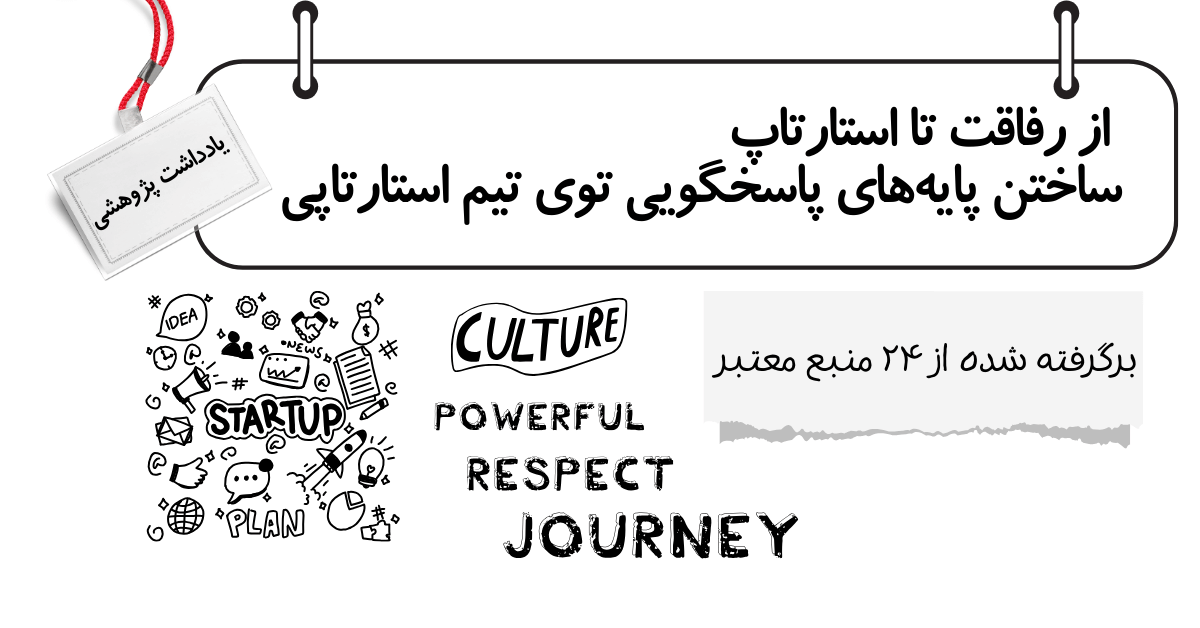 از رفاقت تا استارتاپ
ساختن پایه‌های پاسخگویی توی تیم استارتاپی
یادداشت پژوهشی
برگرفته شده از ۲۴ منبع معتبر
CULTURE
POWERFUL
RESPECT
JOURNEY
IDEA
NEWS
STARTUP
PLAN